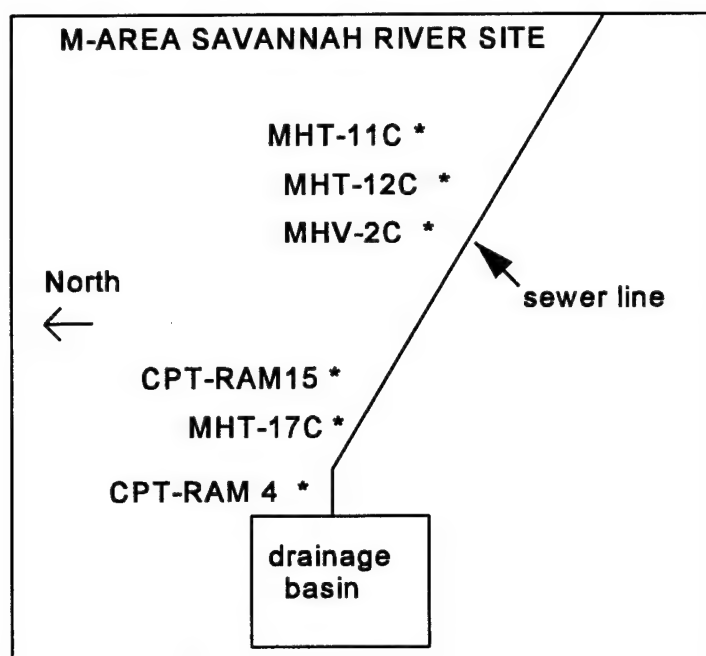 M-AREA SAVANNAH RIVER SITE
MHT-11C *
MHT-12C *
MHV-2C *
North
sewer line
CPT-RAM15 *
MHT-17C *
CPT-RAM 4 *
drainage
basin